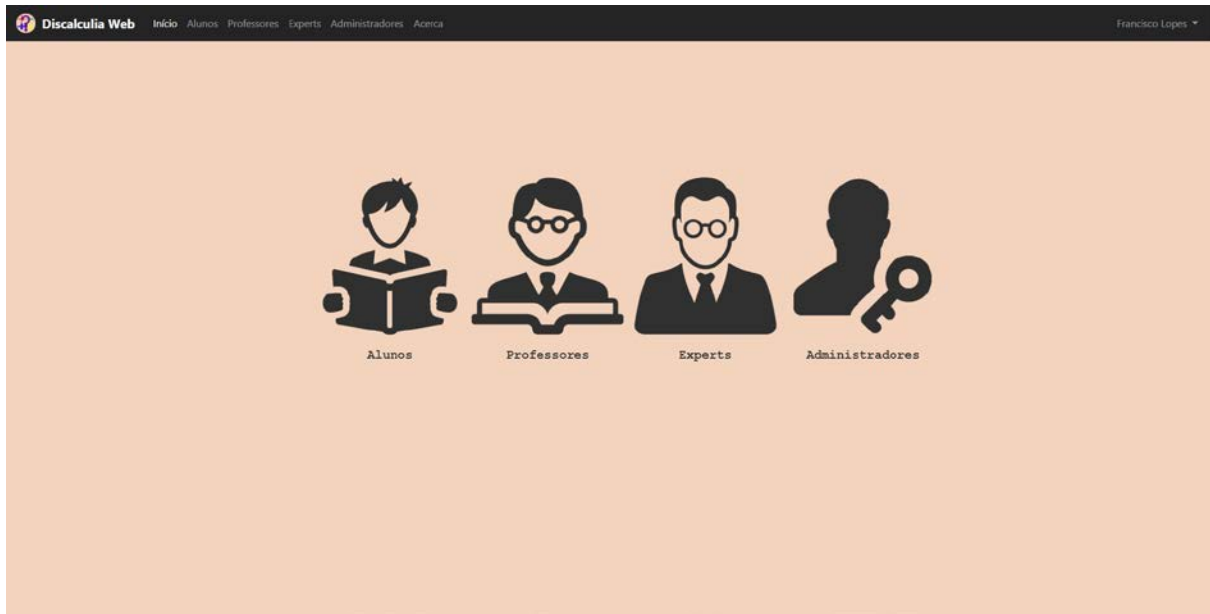 Discalculia Web Início Alunos Professores Experts Administradores Acerca Francisco Lopes
Alunos Professores Experts Administradores